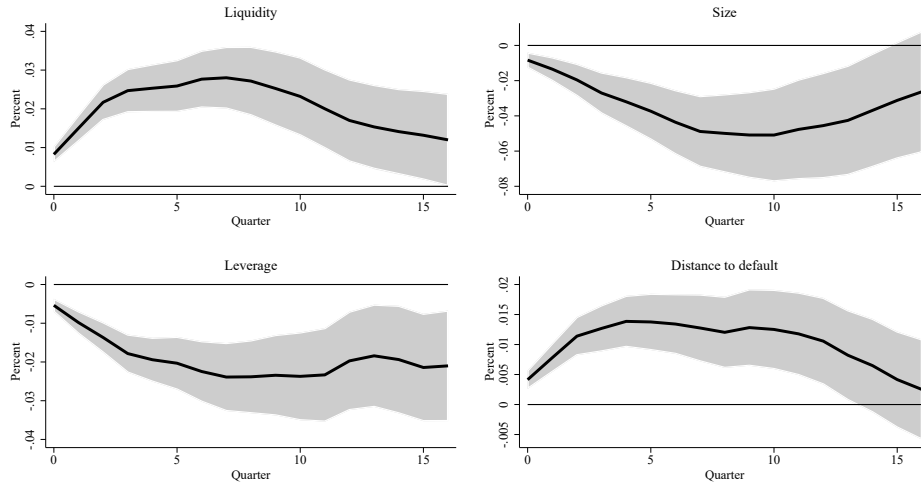 Liquidity
.04
.03
.02
.01
0
Percent
0 5 10 15
Quarter
Size
0
-.02
-.04
-.06
-.08
Percent
0 5 10 15
Quarter
Leverage
0
-.01
-.02
-.03
-.04
Percent
0 5 10 15
Quarter
Distance to default
.02
.015
.01
.005
0
-.005
Percent
0 5 10 15
Quarter